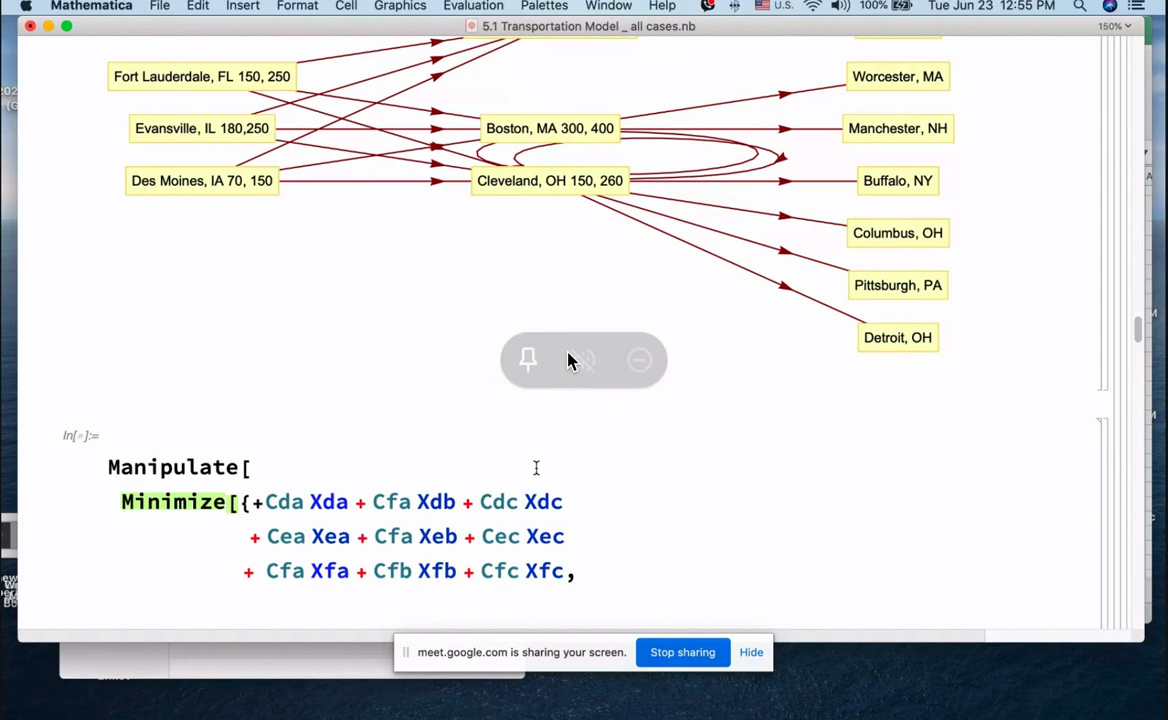 Mathematica File Edit Insert Format Cell Graphics Evaluation Palettes Window Help U.S. 100% Tue Jun 23 12:55 PM
5.1 Transportation Model _ all cases.nb
150%
Fort Lauderdale, FL 150, 250
Worcester, MA
Evansville, IL 180,250
Boston, MA 300, 400
Manchester, NH
Des Moines, IA 70, 150
Cleveland, OH 150, 260
Buffalo, NY
Columbus, OH
Pittsburgh, PA
Detroit, OH
In[•]:=
Manipulate[
Minimize[{+Cda Xda + Cfa Xdb + Cdc Xdc
+ Cea Xea + Cfa Xeb + Cec Xec
+ Cfa Xfa + Cfb Xfb + Cfc Xfc,
meet.google.com is sharing your screen. Stop sharing Hide